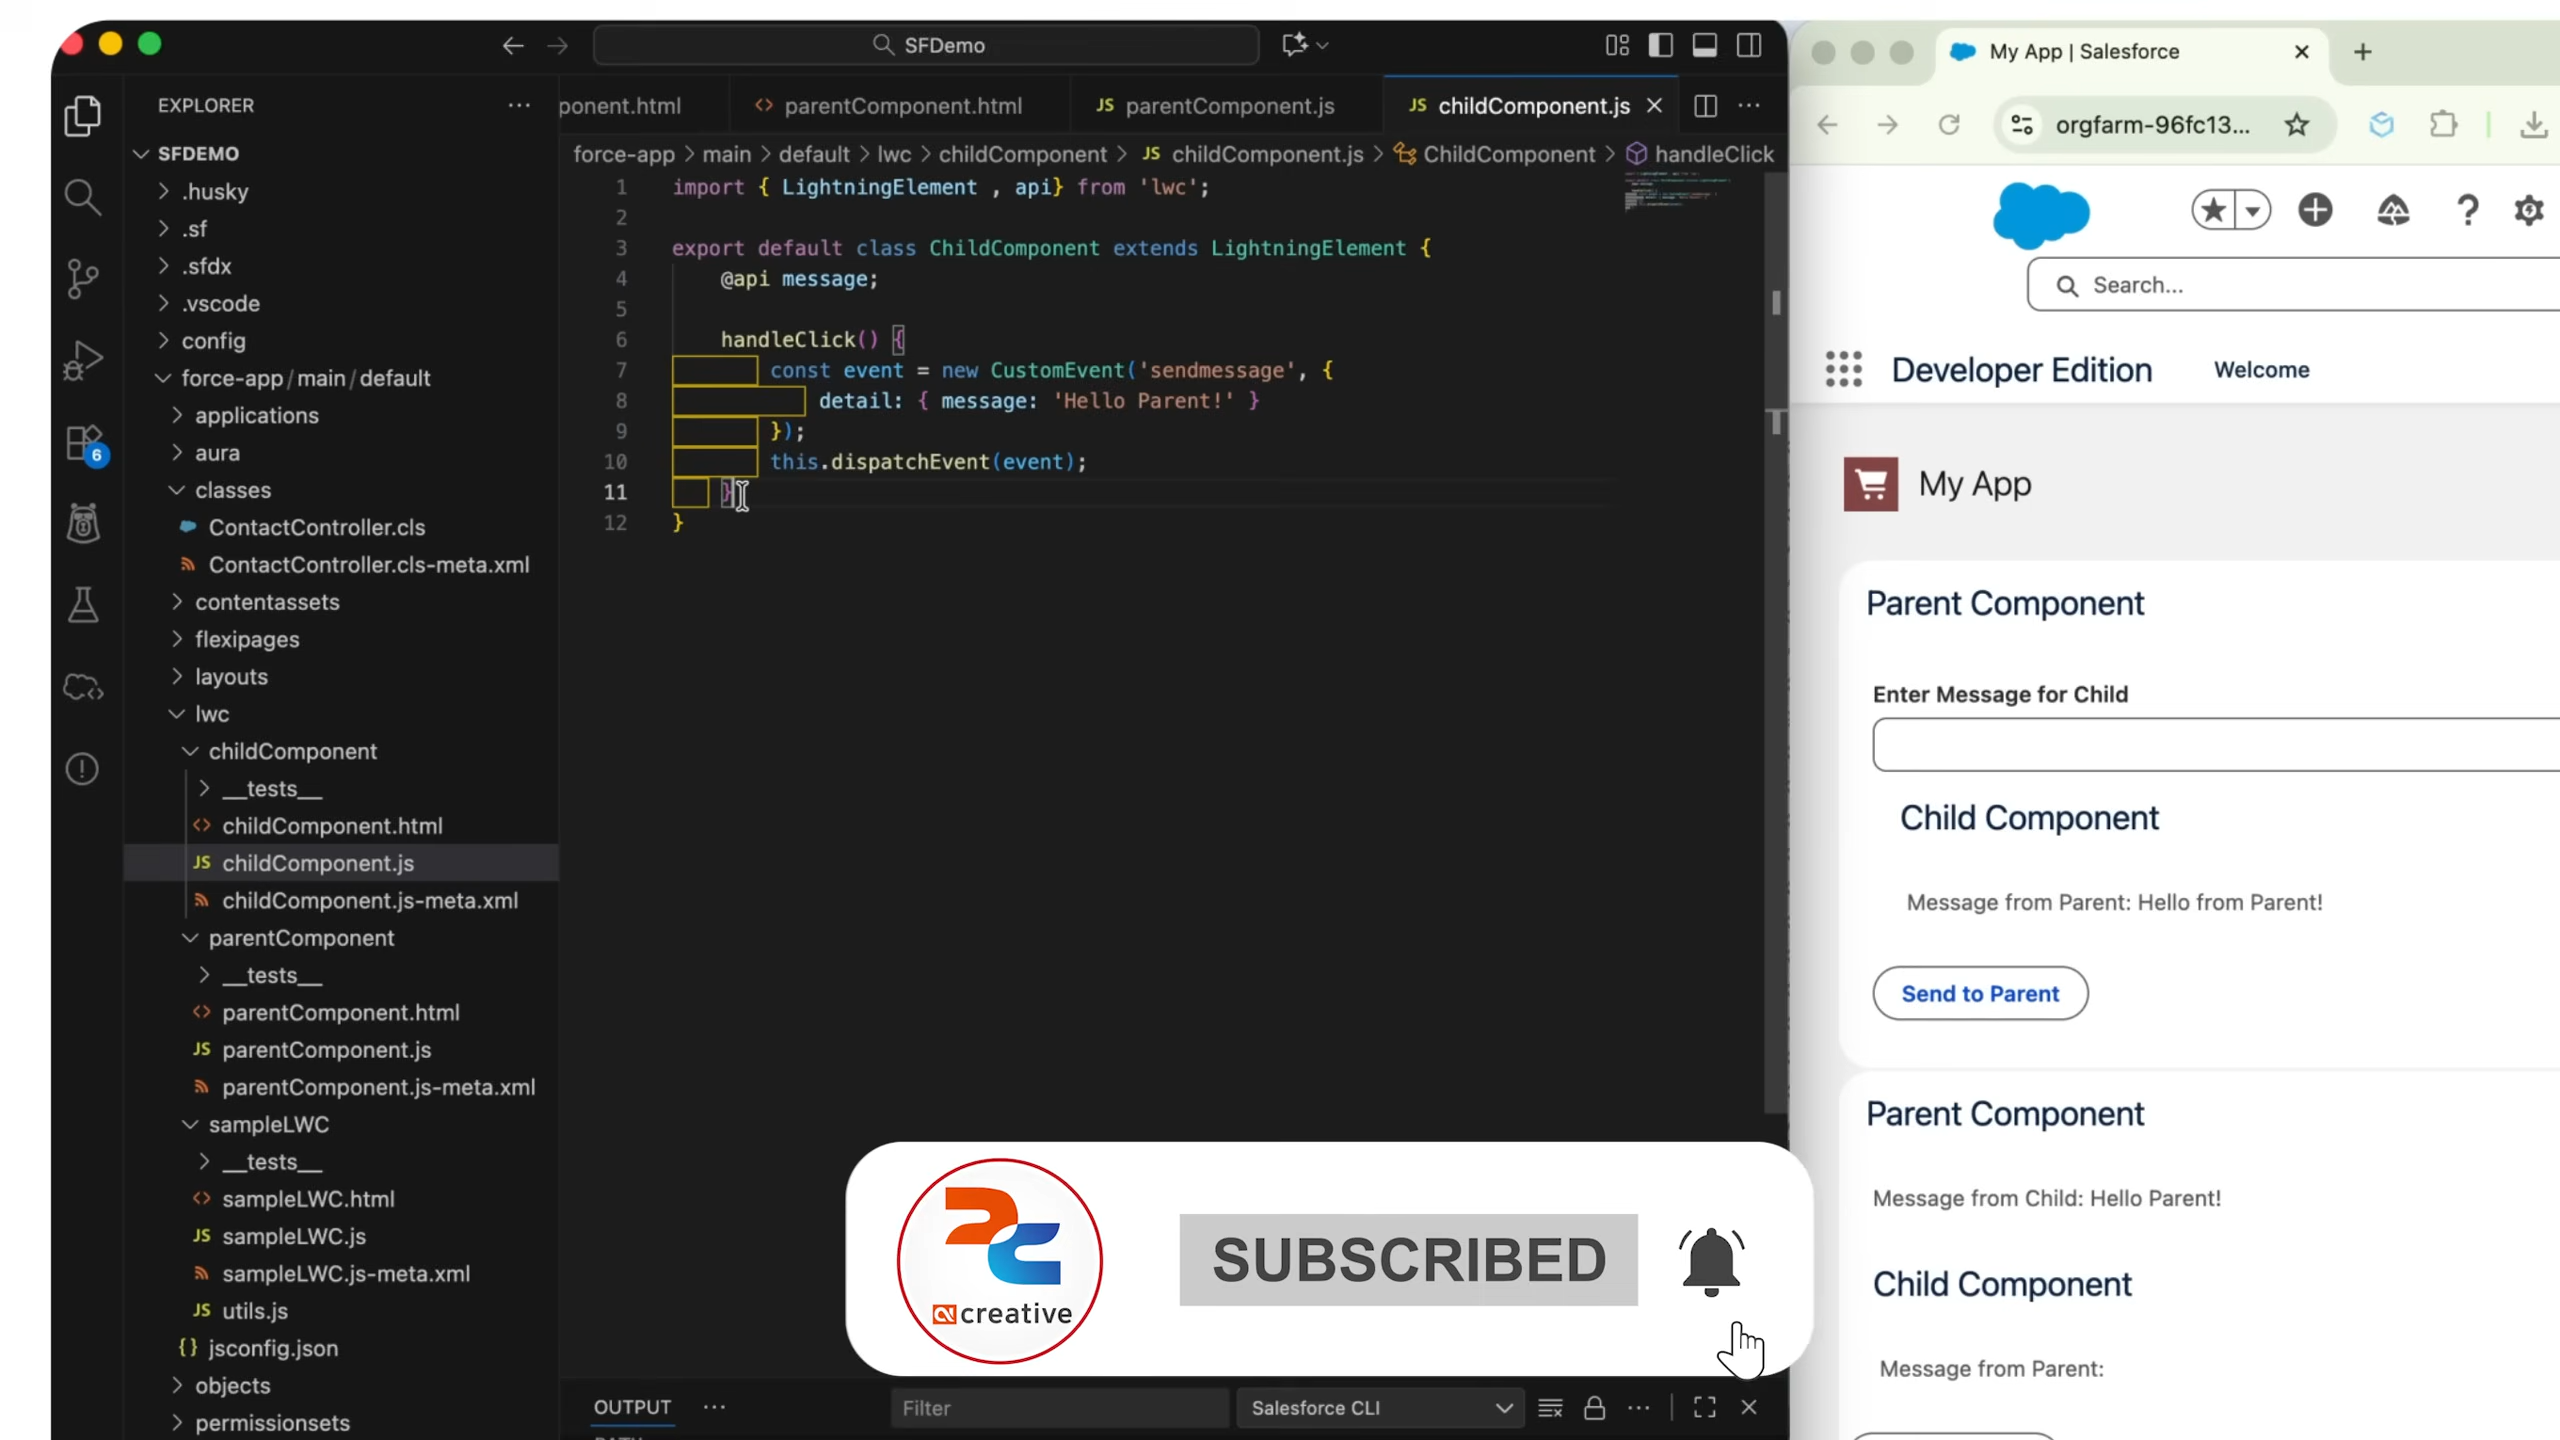 SFDemo
EXPLORER
SFDEMO
.husky
.sf
.sfdx
.vscode
config
force-app / main / default
applications
aura
classes
ContactController.cls
ContactController.cls-meta.xml
contentassets
flexipages
layouts
lwc
childComponent
__tests__
childComponent.html
JS childComponent.js
childComponent.js-meta.xml
parentComponent
__tests__
parentComponent.html
JS parentComponent.js
parentComponent.js-meta.xml
sampleLWC
__tests__
sampleLWC.html
JS sampleLWC.js
sampleLWC.js-meta.xml
JS utils.js
{} jsconfig.json
objects
permissionsets
6
ponent.html
<> parentComponent.html
JS parentComponent.js
JS childComponent.js
force-app > main > default > lwc > childComponent > JS childComponent.js > ChildComponent > handleClick
1 import { LightningElement , api} from 'lwc';
2
3 export default class ChildComponent extends LightningElement {
4 @api message;
5
6 handleClick() {
7 const event = new CustomEvent('sendmessage', {
8 detail: { message: 'Hello Parent!' }
9 });
10 this.dispatchEvent(event);
11 }
12 }
creative
SUBSCRIBED
OUTPUT
Filter
Salesforce CLI
My App | Salesforce
orgfarm-96fc13...
Search...
Developer Edition
Welcome
My App
Parent Component
Enter Message for Child
Child Component
Message from Parent: Hello from Parent!
Send to Parent
Parent Component
Message from Child: Hello Parent!
Child Component
Message from Parent: